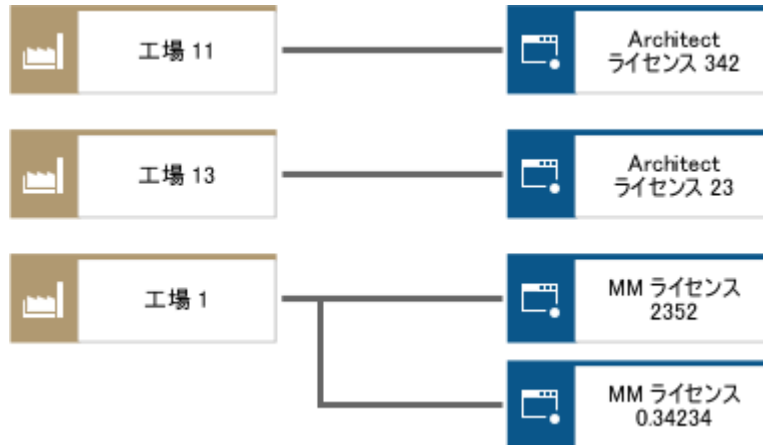 工場 11
Architect
ライセンス 342
工場 13
Architect
ライセンス 23
工場 1
MM ライセンス
2352
MM ライセンス
0.34234